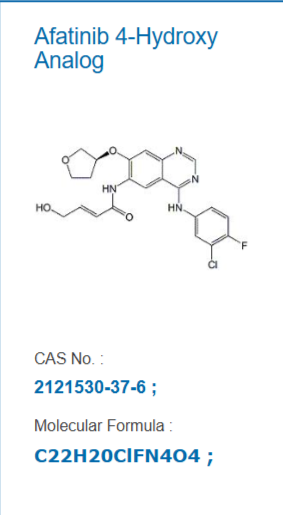 Afatinib 4-Hydroxy
Analog
O
O
N
N
HN
HN
HO
O
F
Cl
CAS No. :
2121530-37-6 ;
Molecular Formula :
C22H20ClFN4O4 ;